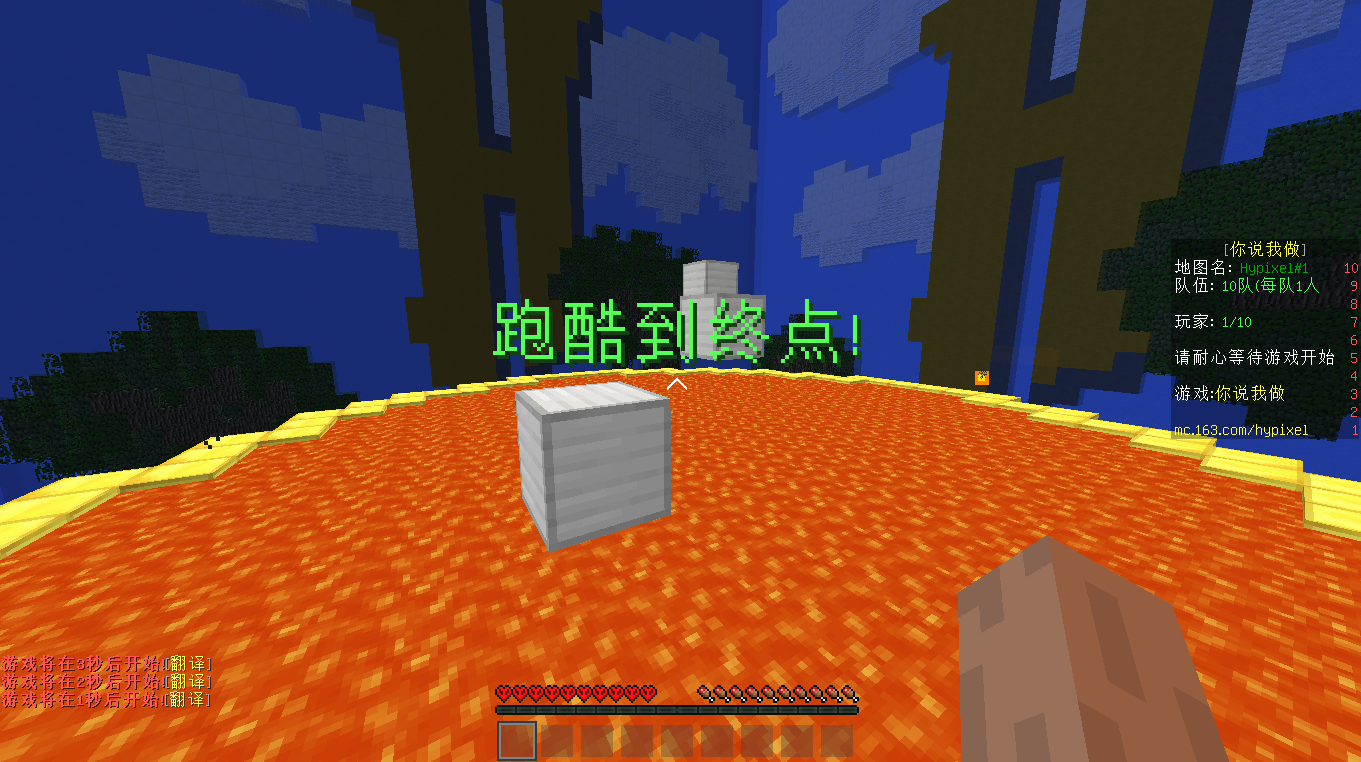 跑酷到终点!
[你说我做]
地图名: Hypixel#1 10
队伍: 10队(每队1人 9
8
玩家: 1/10 7
6
请耐心等待游戏开始 5
4
游戏:你说我做 3
2
mc.163.com/hypixel 1
游戏将在3秒后开始[翻译]
游戏将在2秒后开始[翻译]
游戏将在1秒后开始[翻译]